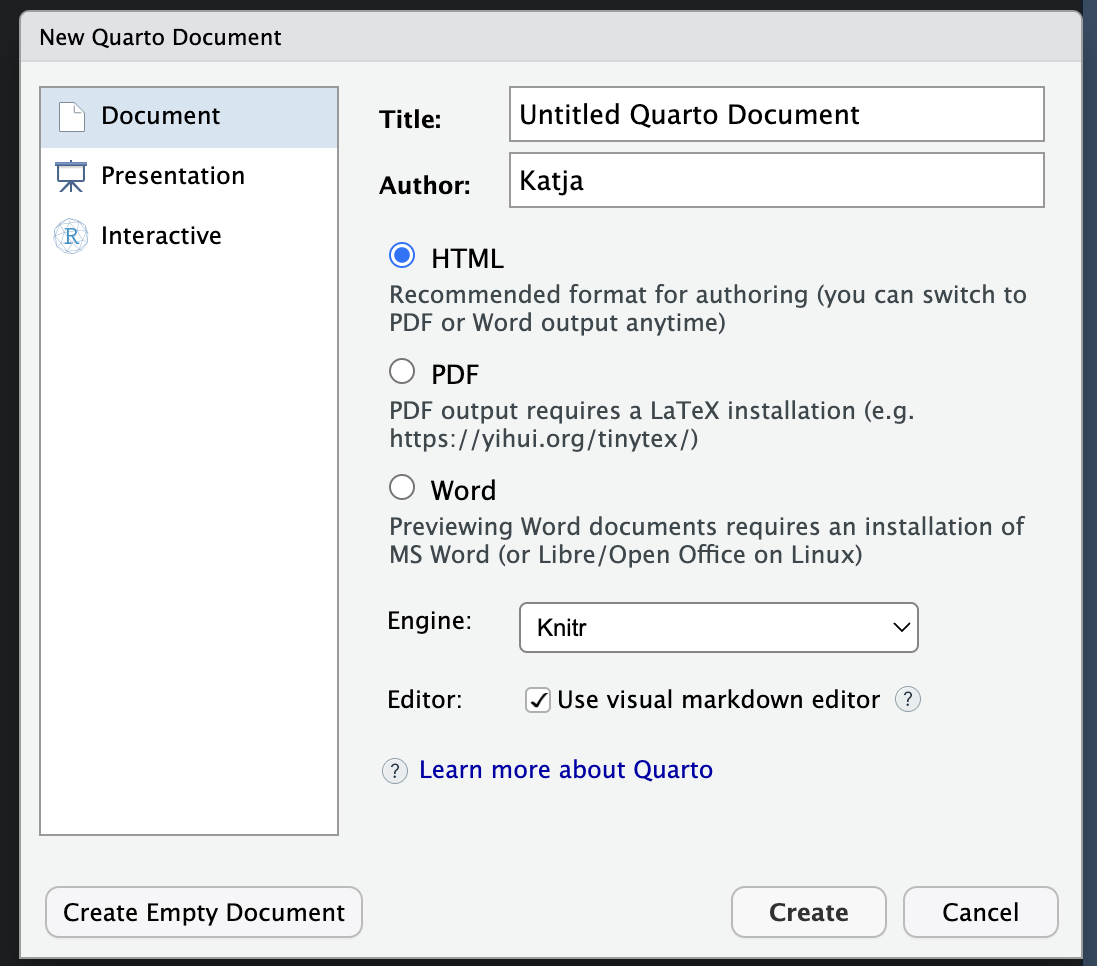 New Quarto Document
Document
Presentation
Interactive
Title: Untitled Quarto Document
Author: Katja
HTML
Recommended format for authoring (you can switch to
PDF or Word output anytime)
PDF
PDF output requires a LaTeX installation (e.g.
https://yihui.org/tinytex/)
Word
Previewing Word documents requires an installation of
MS Word (or Libre/Open Office on Linux)
Engine: Knitr
Editor: Use visual markdown editor ?
? Learn more about Quarto
Create Empty Document Create Cancel